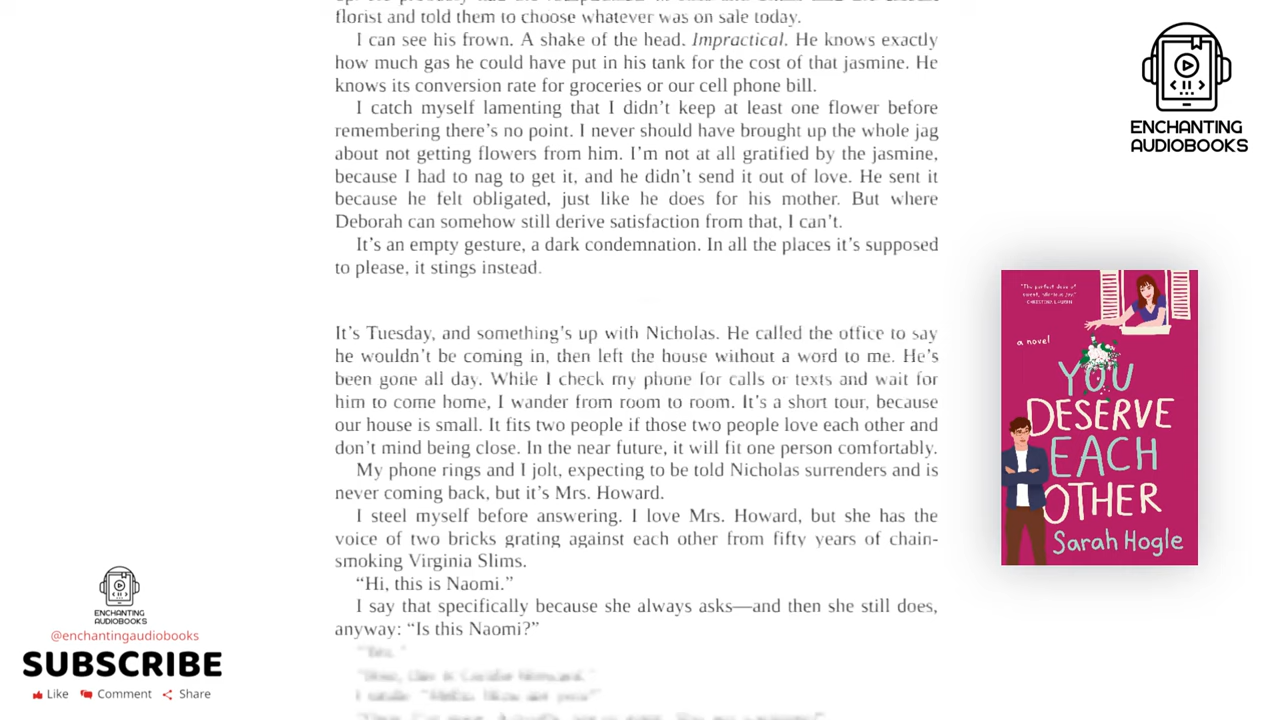 florist and told them to choose whatever was on sale today.
I can see his frown. A shake of the head. Impractical. He knows exactly
how much gas he could have put in his tank for the cost of that jasmine. He
knows its conversion rate for groceries or our cell phone bill.
I catch myself lamenting that I didn’t keep at least one flower before
remembering there’s no point. I never should have brought up the whole jag
about not getting flowers from him. I’m not at all gratified by the jasmine,
because I had to nag to get it, and he didn’t send it out of love. He sent it
because he felt obligated, just like he does for his mother. But where
Deborah can somehow still derive satisfaction from that, I can’t.
It’s an empty gesture, a dark condemnation. In all the places it’s supposed
to please, it stings instead.
It’s Tuesday, and something’s up with Nicholas. He called the office to say
he wouldn’t be coming in, then left the house without a word to me. He’s
been gone all day. While I check my phone for calls or texts and wait for
him to come home, I wander from room to room. It’s a short tour, because
our house is small. It fits two people if those two people love each other and
don’t mind being close. In the near future, it will fit one person comfortably.
My phone rings and I jolt, expecting to be told Nicholas surrenders and is
never coming back, but it’s Mrs. Howard.
I steel myself before answering. I love Mrs. Howard, but she has the
voice of two bricks grating against each other from fifty years of chain-
smoking Virginia Slims.
“Hi, this is Naomi.”
I say that specifically because she always asks—and then she still does,
anyway: “Is this Naomi?”
ENCHANTING
AUDIOBOOKS
"The perfect dose of
CHRISTINA LAUREN
a novel
YOU
DESERVE
EACH
OTHER
Sarah Hogle
ENCHANTING
AUDIOBOOKS
@enchantingaudiobooks
SUBSCRIBE
Like Comment Share